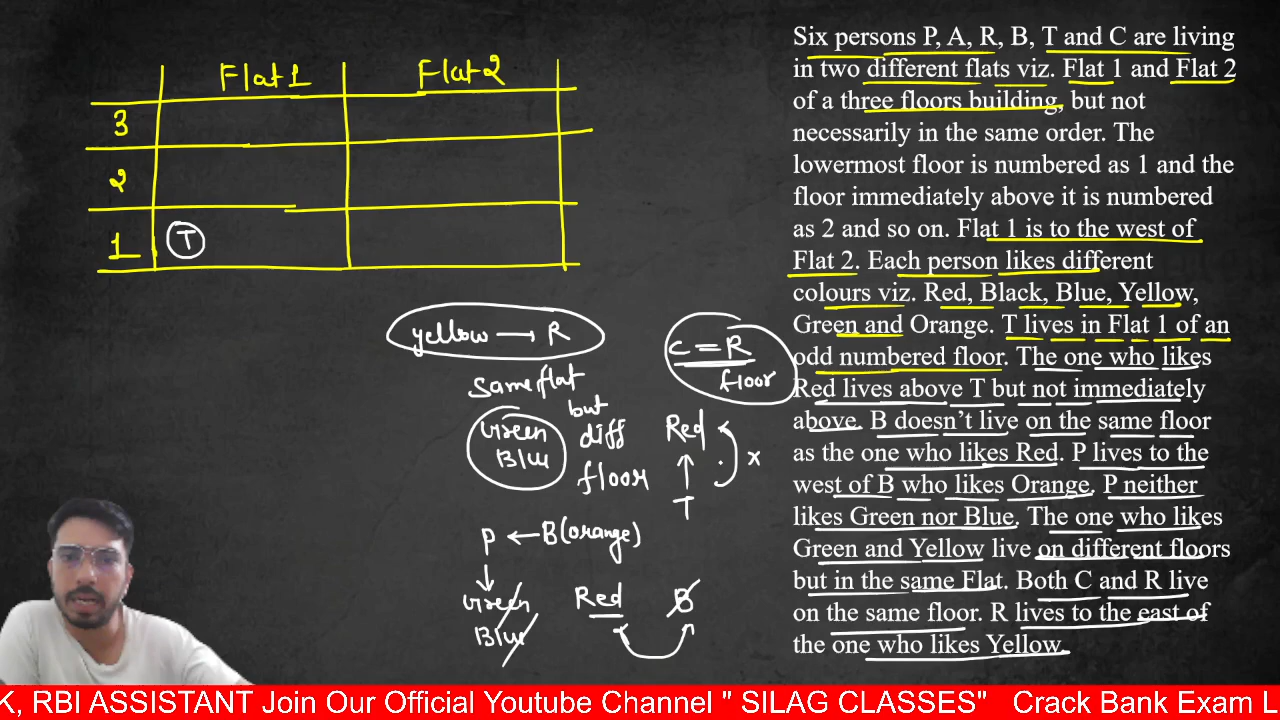 Flat 1 Flat 2
3
2
1 T
yellow → R
C = R
floor
Same flat
but
diff
floor
Green
Blue
Red
↑
T
x
P ← B(orange)
↓
Green
Blue
Red B
Six persons P, A, R, B, T and C are living
in two different flats viz. Flat 1 and Flat 2
of a three floors building, but not
necessarily in the same order. The
lowermost floor is numbered as 1 and the
floor immediately above it is numbered
as 2 and so on. Flat 1 is to the west of
Flat 2. Each person likes different
colours viz. Red, Black, Blue, Yellow,
Green and Orange. T lives in Flat 1 of an
odd numbered floor. The one who likes
Red lives above T but not immediately
above. B doesn't live on the same floor
as the one who likes Red. P lives to the
west of B who likes Orange. P neither
likes Green nor Blue. The one who likes
Green and Yellow live on different floors
but in the same Flat. Both C and R live
on the same floor. R lives to the east of
the one who likes Yellow.
K, RBI ASSISTANT Join Our Official Youtube Channel " SILAG CLASSES" Crack Bank Exam L